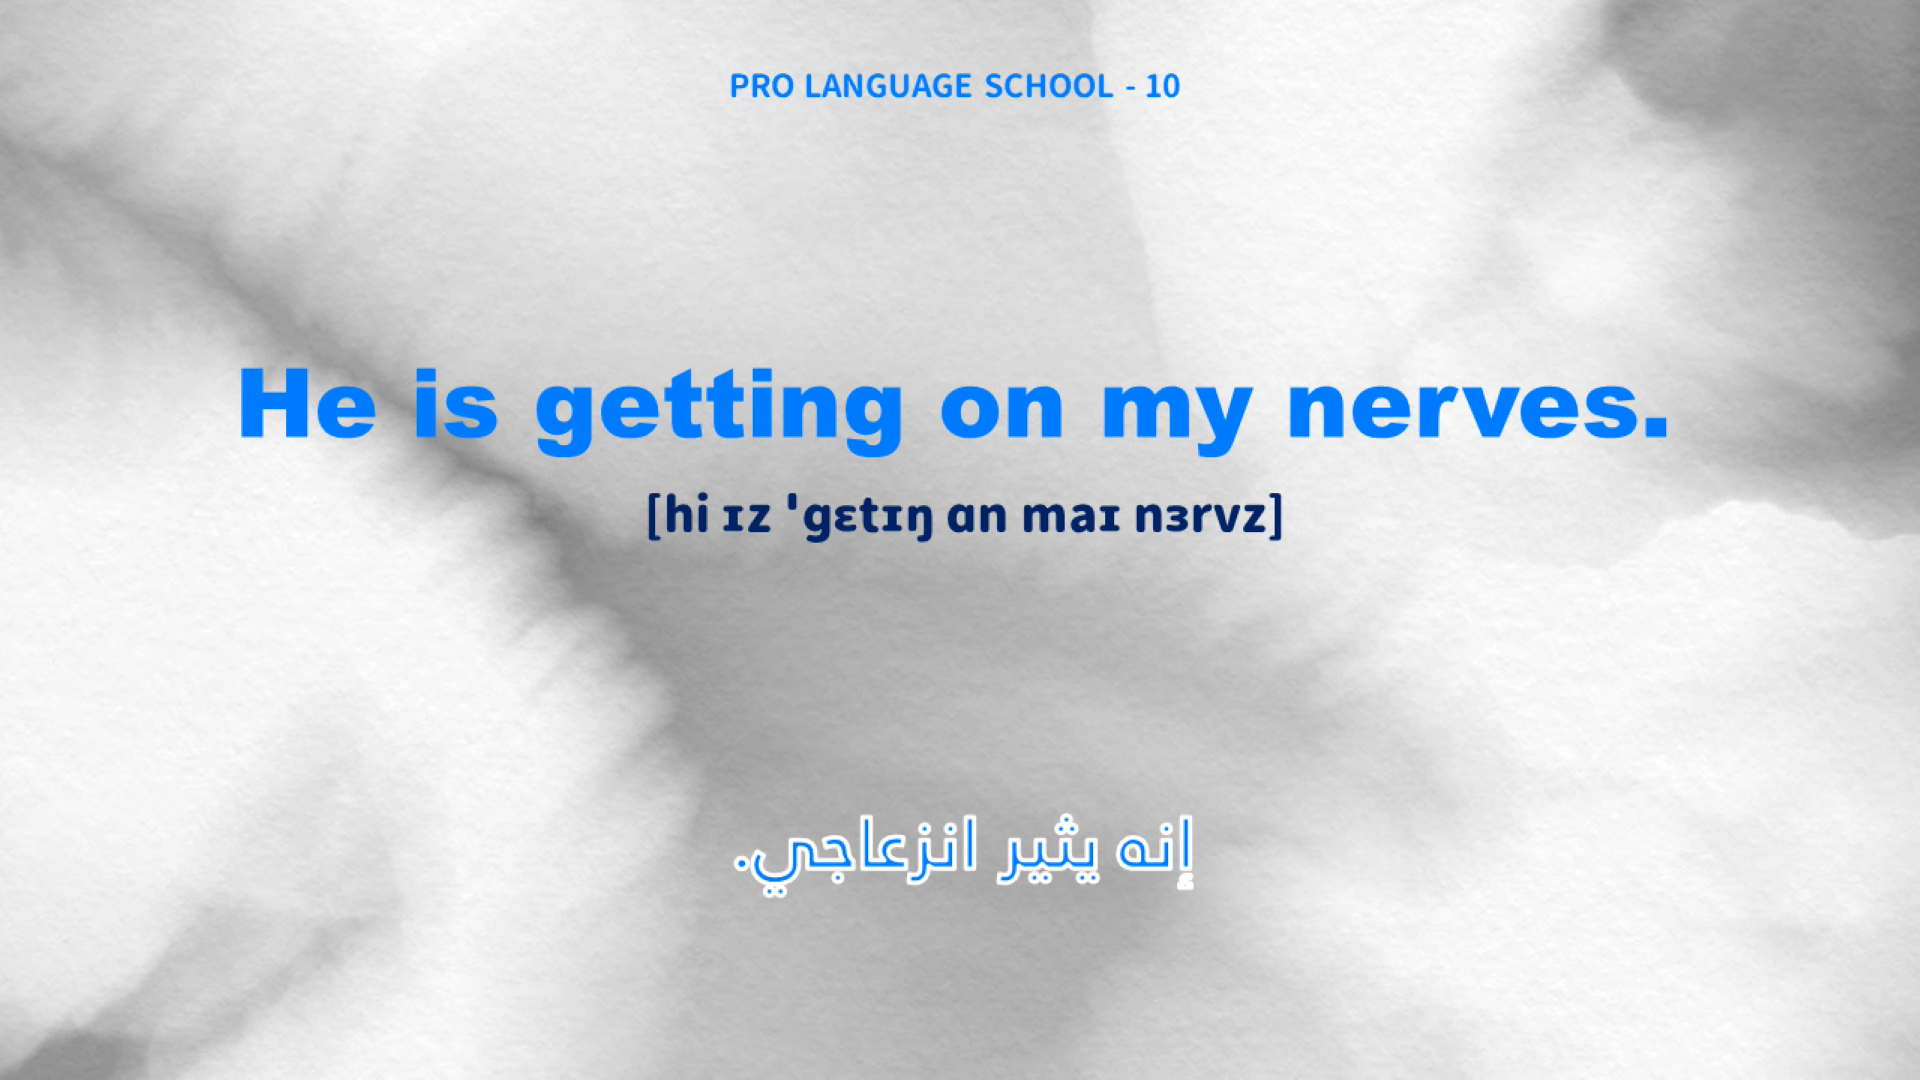 PRO LANGUAGE SCHOOL - 10
He is getting on my nerves.
[hi ɪz ˈgɛtɪŋ ɑn maɪ nɜrvz]
إنه يثير انزعاجي.